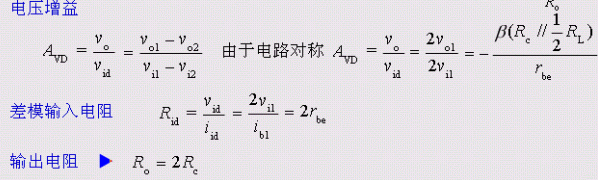 电压增益
R_o
A_VD = v_o / v_id = (v_o1 − v_o2) / (v_i1 − v_i2) 由于电路对称 A_VD = v_o / v_id = 2v_o1 / 2v_i1 = − β(R_c // 1/2 R_L) / r_be
差模输入电阻 R_id = v_id / i_id = 2v_i1 / i_b1 = 2r_be
输出电阻 ▶ R_o = 2R_c